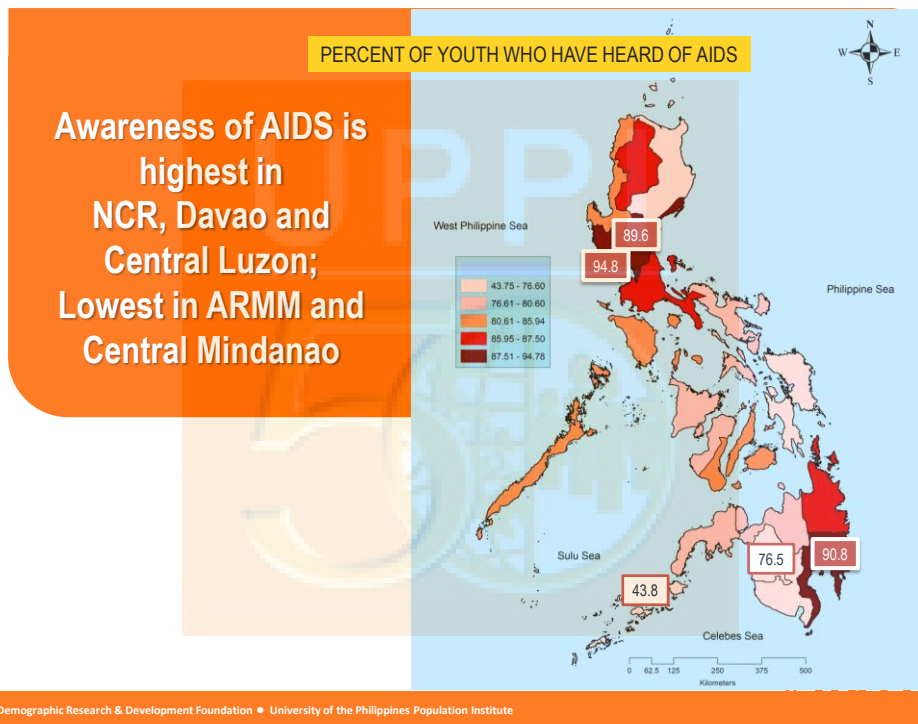 PERCENT OF YOUTH WHO HAVE HEARD OF AIDS
Awareness of AIDS is
highest in
NCR, Davao and
Central Luzon;
Lowest in ARMM and
Central Mindanao
N
W
E
S
UPPI
50
West Philippine Sea
Philippine Sea
89.6
94.8
43.75 - 76.60
76.61 - 80.60
80.61 - 85.94
85.95 - 87.50
87.51 - 94.78
Sulu Sea
76.5
90.8
43.8
Celebes Sea
0 62.5 125 250 375 500
Kilometers
Demographic Research & Development Foundation ● University of the Philippines Population Institute